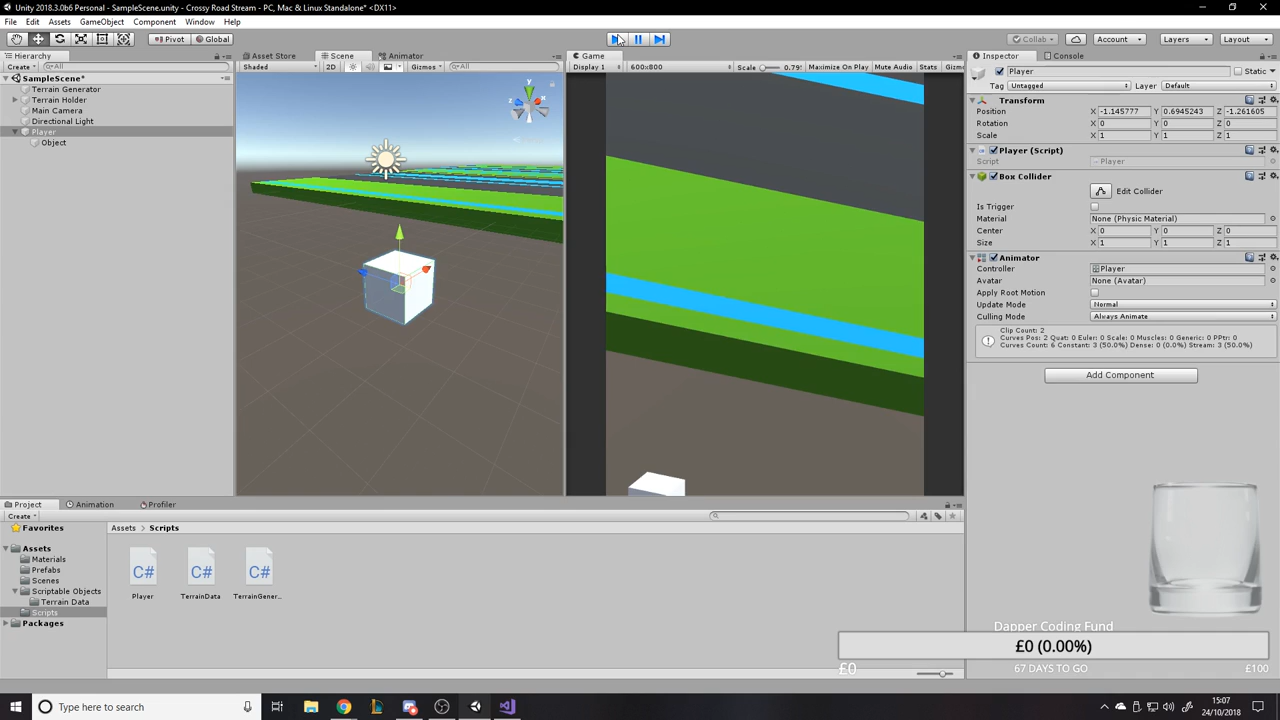 Unity 2018.3.0b6 Personal - SampleScene.unity - Crossy Road Stream - PC, Mac & Linux Standalone* <DX11>
File Edit Assets GameObject Component Window Help
Pivot Global Collab Account Layers Layout
Hierarchy Asset Store Scene Animator Game Inspector Console
Create All Shaded 2D Gizmos All Display 1 600x800 Scale 0.79 Maximize On Play Mute Audio Stats Gizm
Player Static
SampleScene*
Tag Untagged Layer Default
Terrain Generator
Terrain Holder
Main Camera
Directional Light
Player
Object
Transform
Position X -1.145777 Y 0.6945243 Z -1.261605
Rotation X 0 Y 0 Z 0
Scale X 1 Y 1 Z 1
Player (Script)
Script Player
Box Collider
Edit Collider
Is Trigger
Material None (Physic Material)
Center X 0 Y 0 Z 0
Size X 1 Y 1 Z 1
Animator
Controller Player
Avatar None (Avatar)
Apply Root Motion
Update Mode Normal
Culling Mode Always Animate
Clip Count: 2
Curves Pos: 2 Quat: 0 Euler: 0 Scale: 0 Muscles: 0 Generic: 0 PPtr: 0
Curves Count: 6 Constant: 3 (50.0%) Dense: 0 (0.0%) Stream: 3 (50.0%)
Add Component
y
x
z
Project Animation Profiler
Create
Favorites
Assets > Scripts
Assets
Materials
Prefabs
Scenes
Scriptable Objects
Terrain Data
Scripts
Packages
C# C# C#
Player TerrainData TerrainGener...
Dapper Coding Fund
£0 (0.00%)
£0 67 DAYS TO GO £100
Type here to search
15:07
24/10/2018